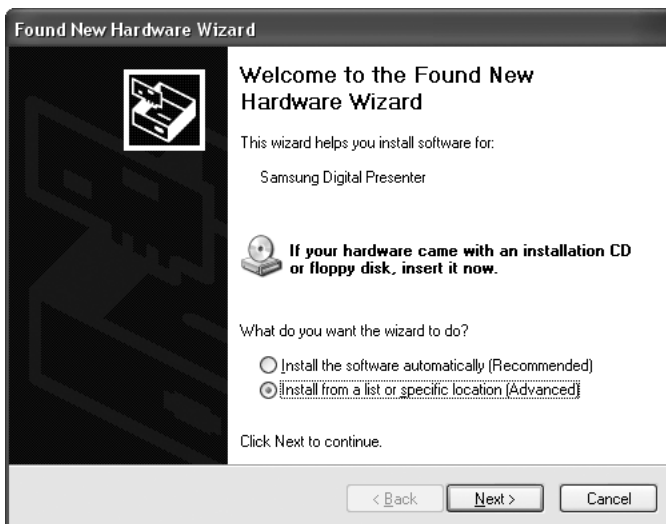 Found New Hardware Wizard
Welcome to the Found New
Hardware Wizard
This wizard helps you install software for:
Samsung Digital Presenter
If your hardware came with an installation CD
or floppy disk, insert it now.
What do you want the wizard to do?
Install the software automatically (Recommended)
Install from a list or specific location (Advanced)
Click Next to continue.
< Back
Next >
Cancel